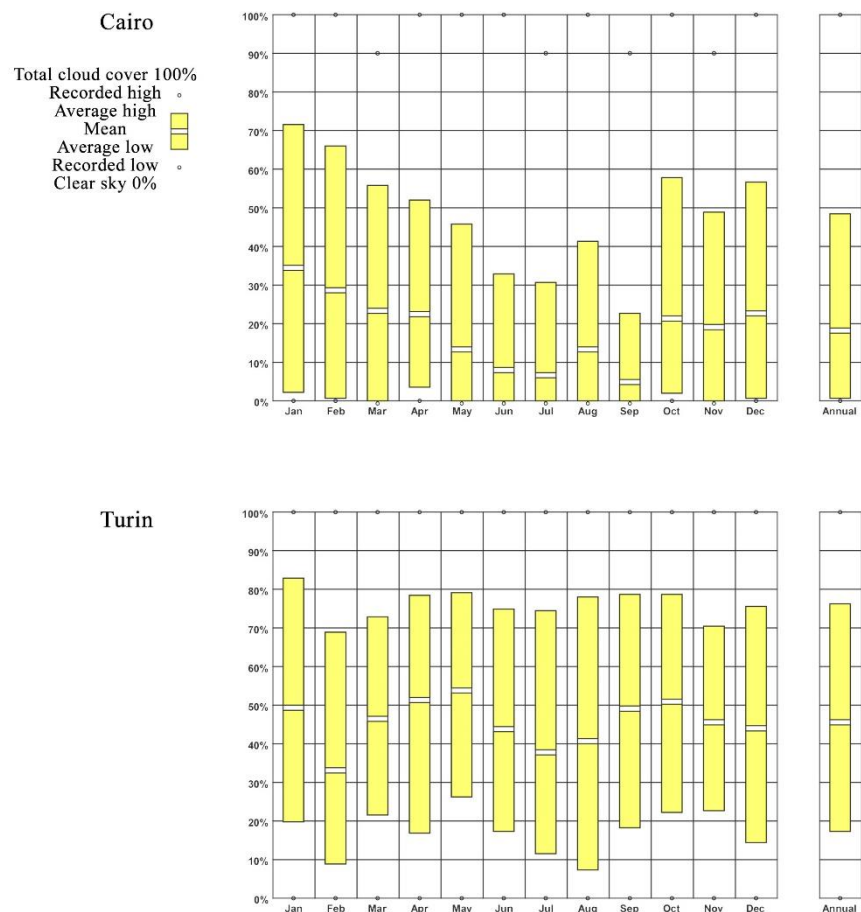 Cairo
Total cloud cover 100%
Recorded high
Average high
Mean
Average low
Recorded low
Clear sky 0%
100%
90%
80%
70%
60%
50%
40%
30%
20%
10%
0%
Jan Feb Mar Apr May Jun Jul Aug Sep Oct Nov Dec Annual
Turin
100%
90%
80%
70%
60%
50%
40%
30%
20%
10%
0%
Jan Feb Mar Apr May Jun Jul Aug Sep Oct Nov Dec Annual